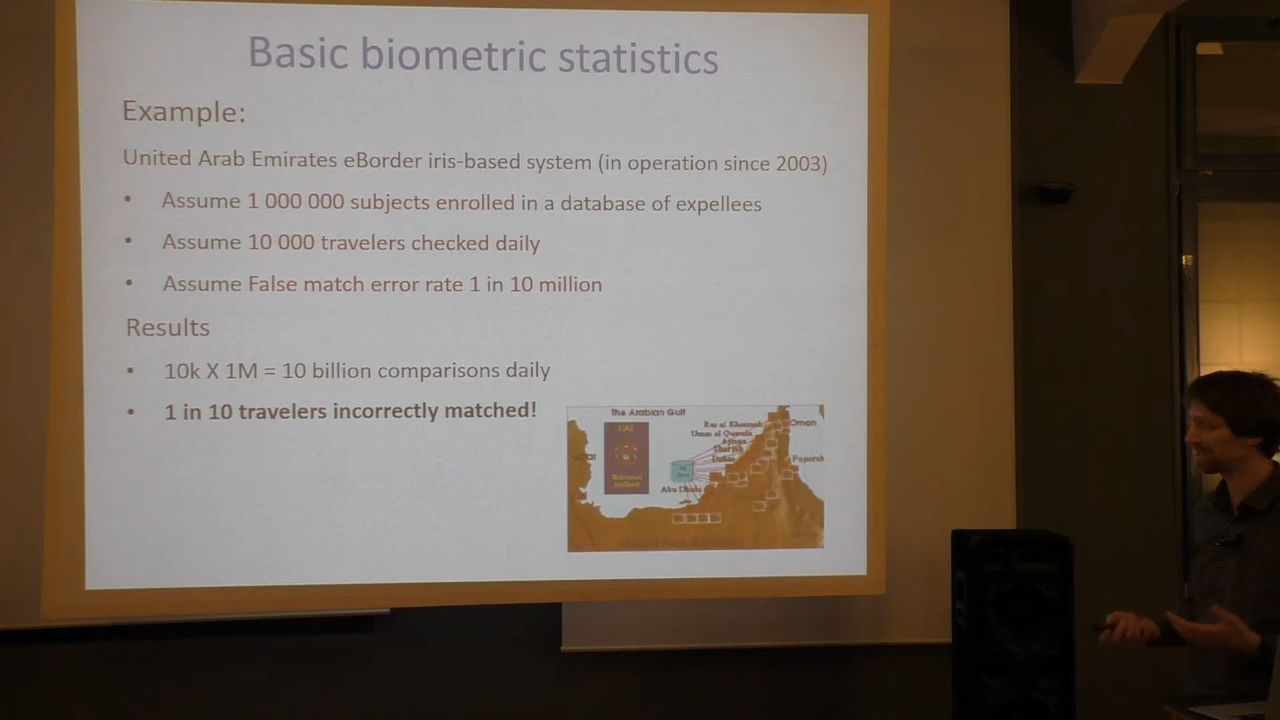 Basic biometric statistics
Example:
United Arab Emirates eBorder iris-based system (in operation since 2003)
• Assume 1 000 000 subjects enrolled in a database of expellees
• Assume 10 000 travelers checked daily
• Assume False match error rate 1 in 10 million
Results
• 10k X 1M = 10 billion comparisons daily
• 1 in 10 travelers incorrectly matched!
The Arabian Gulf
UAE
Ras al Khaimah
Oman
Umm al Quwain
Ajman
Sharjah
Dubai
Fujairah
Abu Dhabi